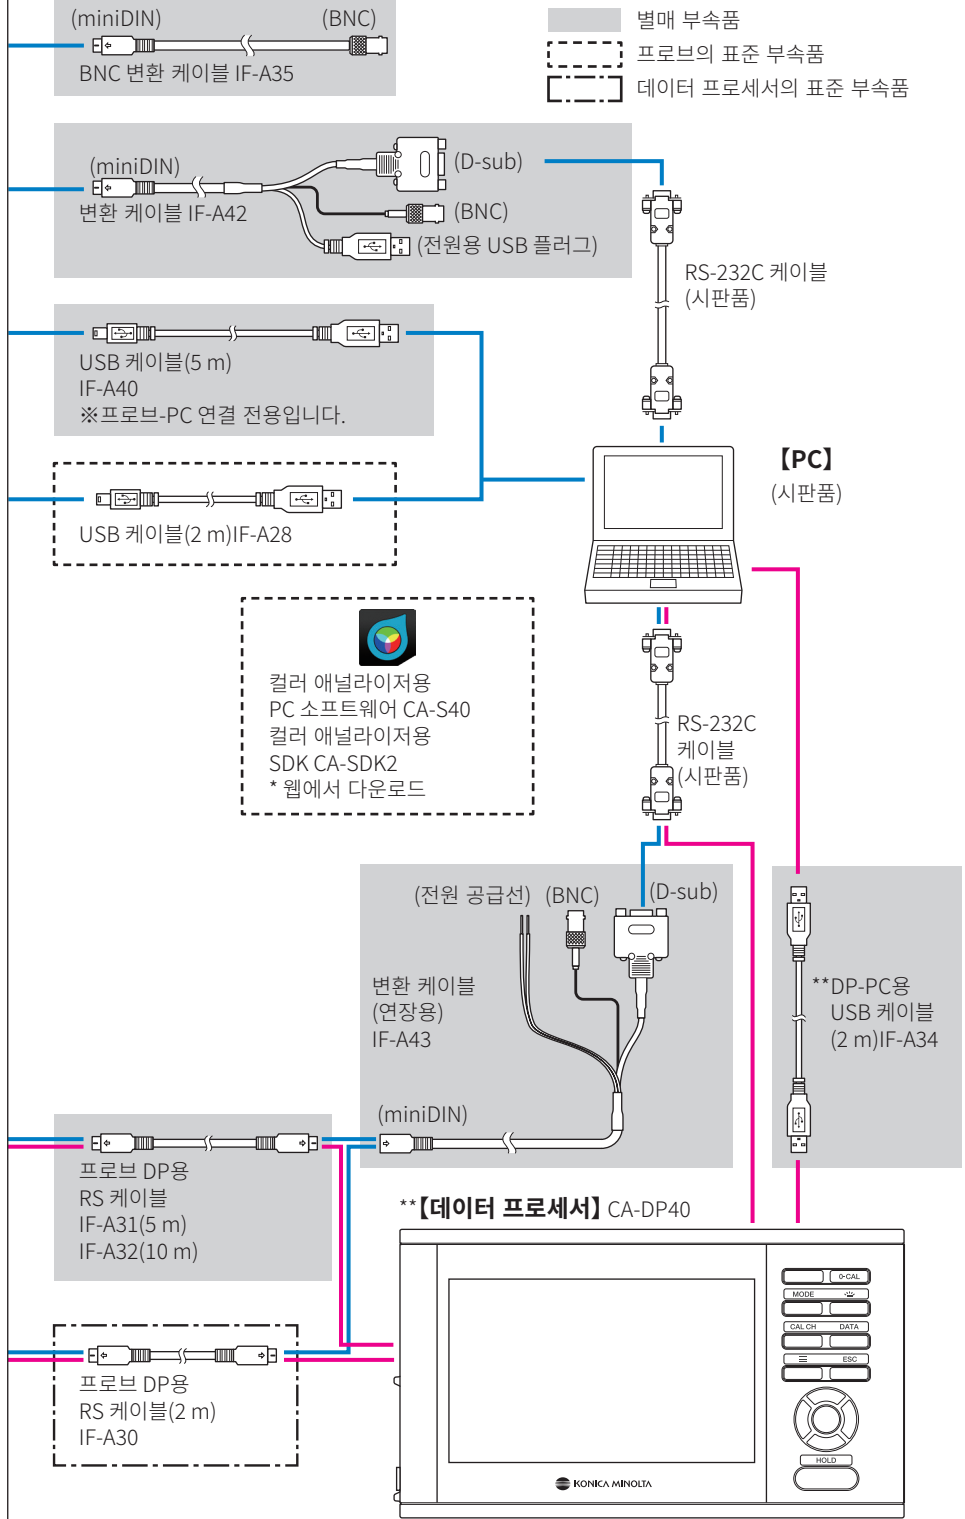 (miniDIN)
(BNC)
BNC 변환 케이블 IF-A35
별매 부속품
프로브의 표준 부속품
데이터 프로세서의 표준 부속품
(miniDIN)
변환 케이블 IF-A42
(D-sub)
(BNC)
(전원용 USB 플러그)
RS-232C 케이블
(시판품)
USB 케이블(5 m)
IF-A40
※프로브-PC 연결 전용입니다.
【PC】
(시판품)
USB 케이블(2 m)IF-A28
컬러 애널라이저용
PC 소프트웨어 CA-S40
컬러 애널라이저용
SDK CA-SDK2
* 웹에서 다운로드
RS-232C
케이블
(시판품)
(전원 공급선)
(BNC)
(D-sub)
변환 케이블
(연장용)
IF-A43
(miniDIN)
**DP-PC용
USB 케이블
(2 m)IF-A34
프로브 DP용
RS 케이블
IF-A31(5 m)
IF-A32(10 m)
**【데이터 프로세서】 CA-DP40
0-CAL
MODE
CAL CH
DATA
ESC
HOLD
KONICA MINOLTA
프로브 DP용
RS 케이블(2 m)
IF-A30